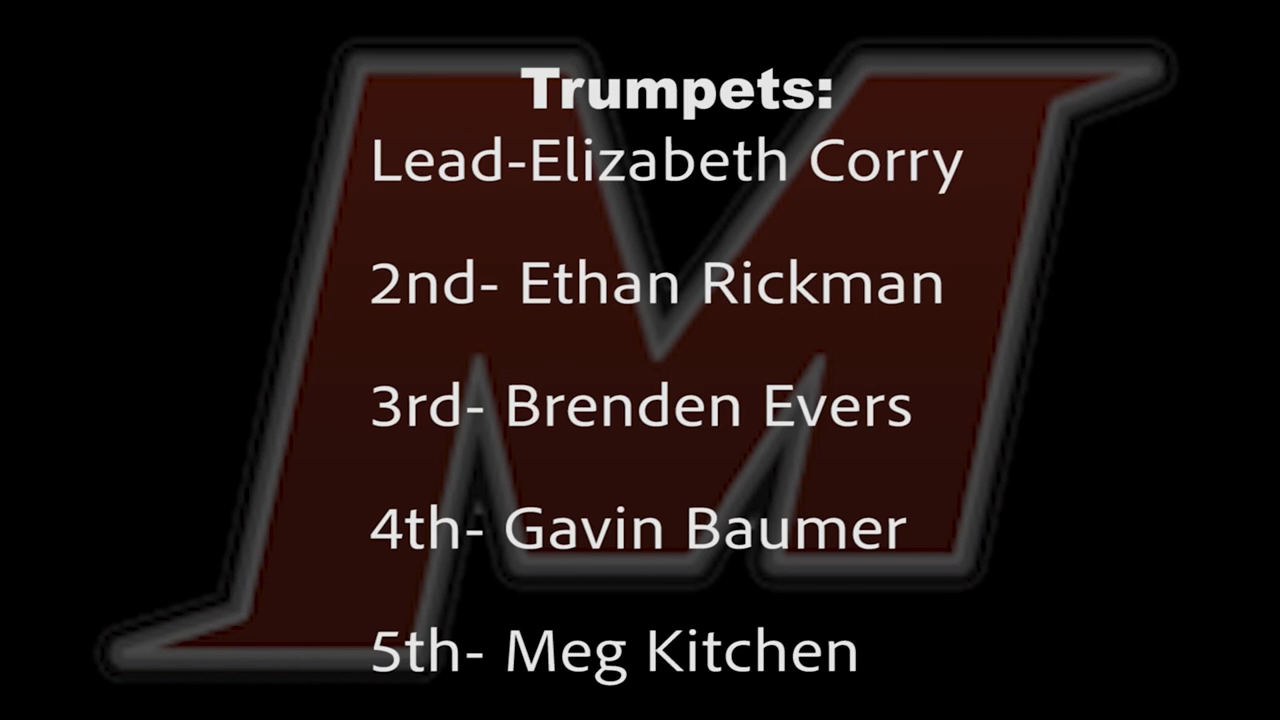 Trumpets:
Lead-Elizabeth Corry
2nd- Ethan Rickman
3rd- Brenden Evers
4th- Gavin Baumer
5th- Meg Kitchen